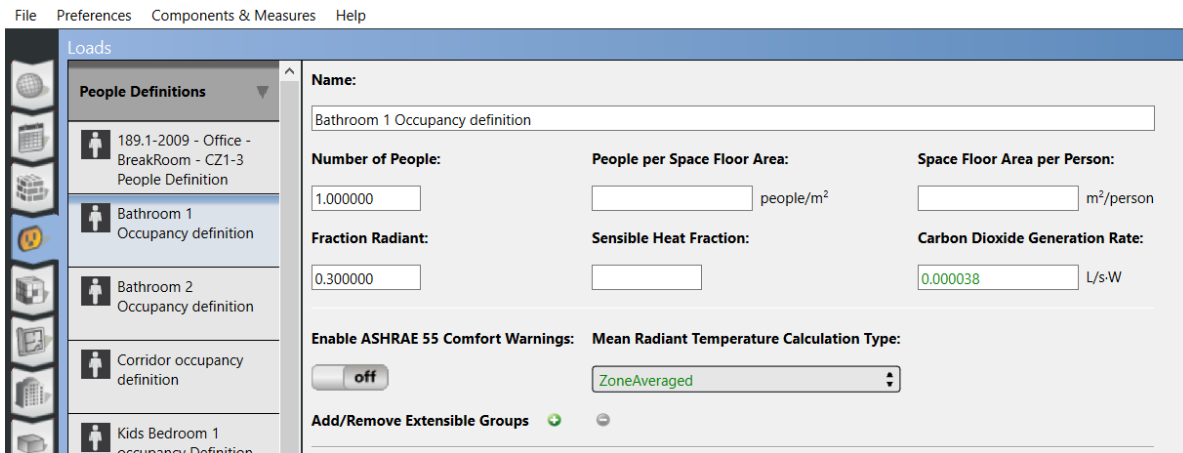 File Preferences Components & Measures Help
Loads
People Definitions
189.1-2009 - Office -
BreakRoom - CZ1-3
People Definition
Bathroom 1
Occupancy definition
Bathroom 2
Occupancy definition
Corridor occupancy
definition
Kids Bedroom 1
occupancy Definition
Name:
Bathroom 1 Occupancy definition
Number of People: People per Space Floor Area: Space Floor Area per Person:
1.000000 people/m² m²/person
Fraction Radiant: Sensible Heat Fraction: Carbon Dioxide Generation Rate:
0.300000 0.000038 L/s·W
Enable ASHRAE 55 Comfort Warnings: Mean Radiant Temperature Calculation Type:
off ZoneAveraged
Add/Remove Extensible Groups